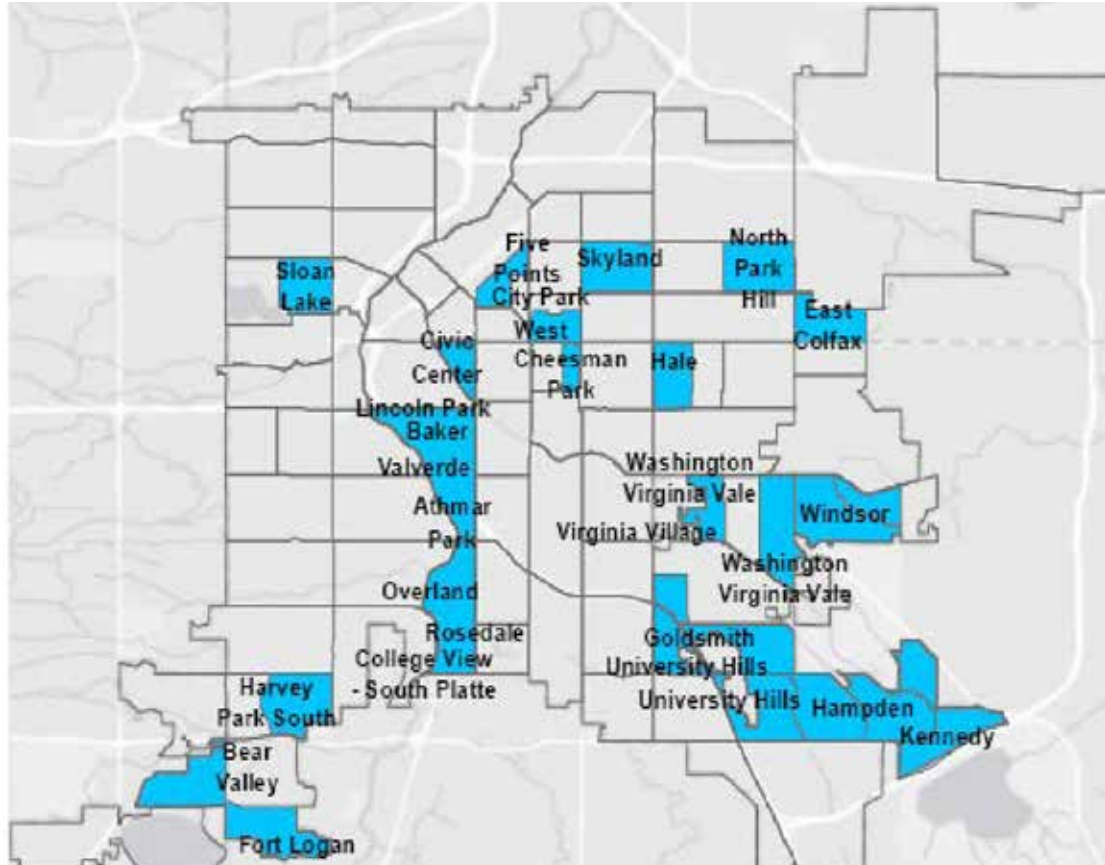 Five
Points
Skyland
North
Park
Hill
Sloan
Lake
City Park
West
East
Colfax
Civic
Center
Cheesman
Park
Hale
Lincoln Park
Baker
Valverde
Washington
Virginia Vale
Athmar
Park
Virginia Village
Windsor
Washington
Virginia Vale
Overland
Rosedale
Goldsmith
College View
- South Platte
University Hills
University Hills
Harvey
Park South
Hampden
Kennedy
Bear
Valley
Fort Logan